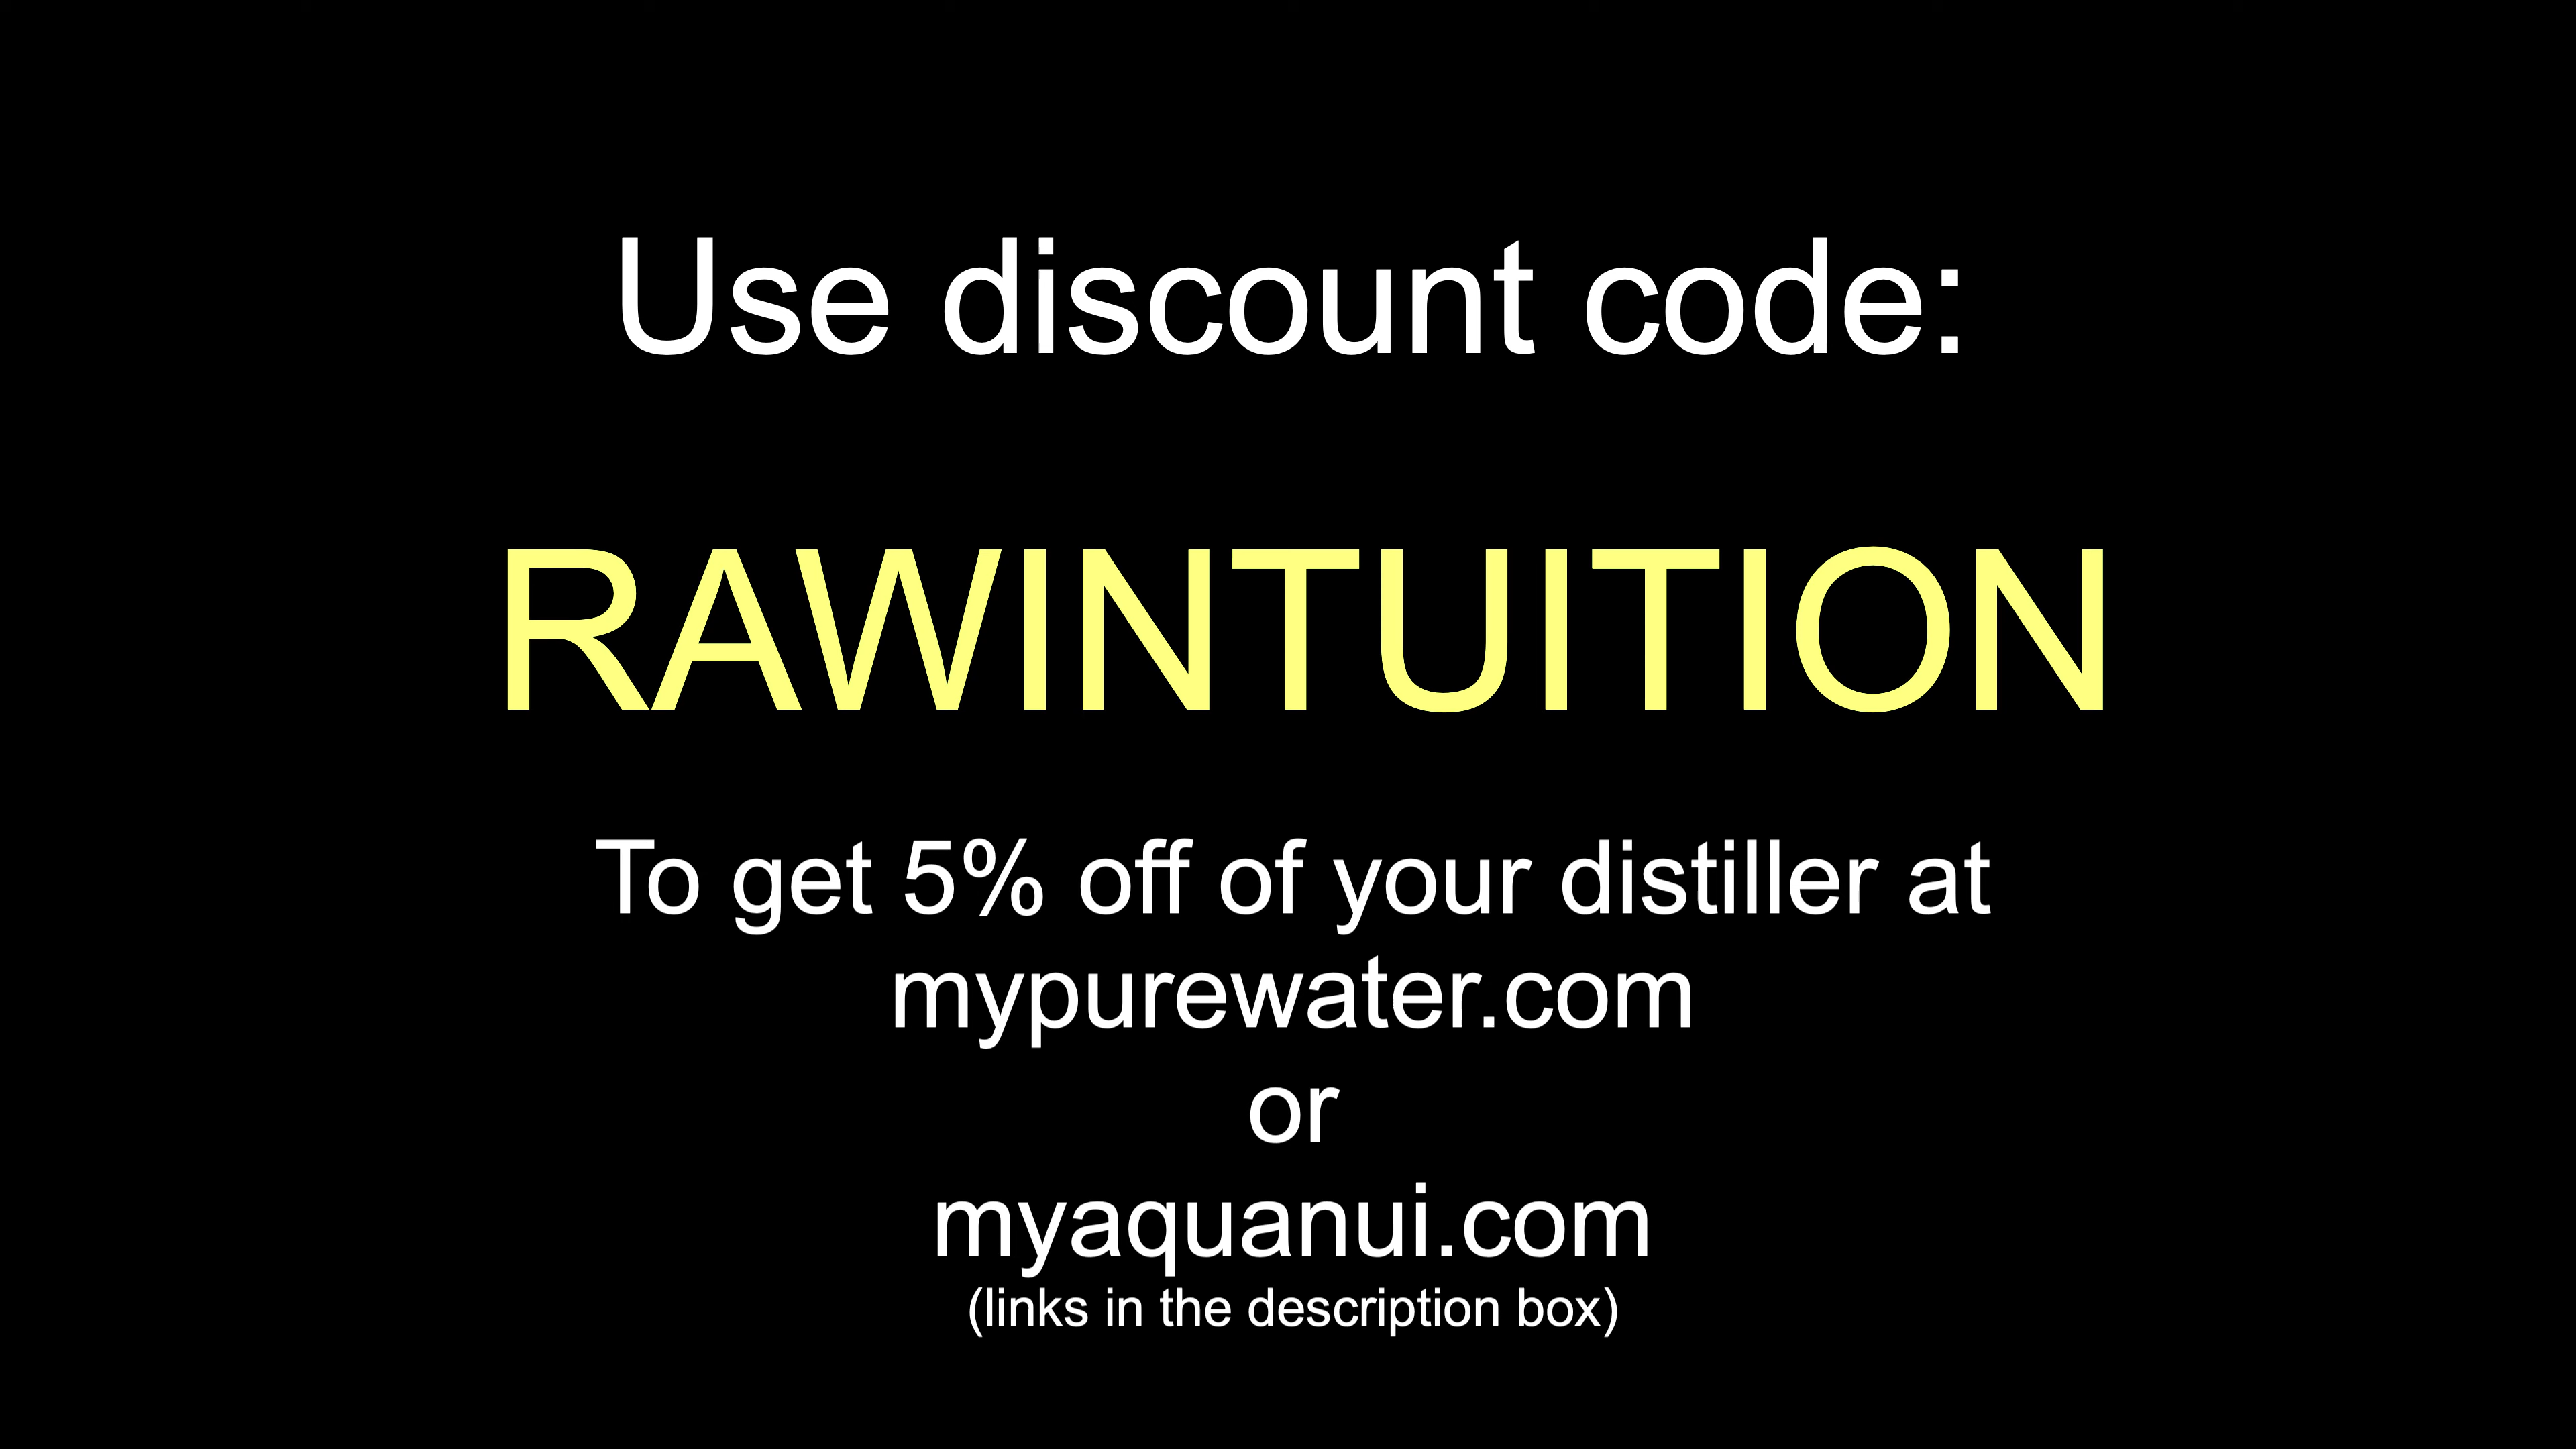 Use discount code:
RAWINTUITION
To get 5% off of your distiller at
mypurewater.com
or
myaquanui.com
(links in the description box)